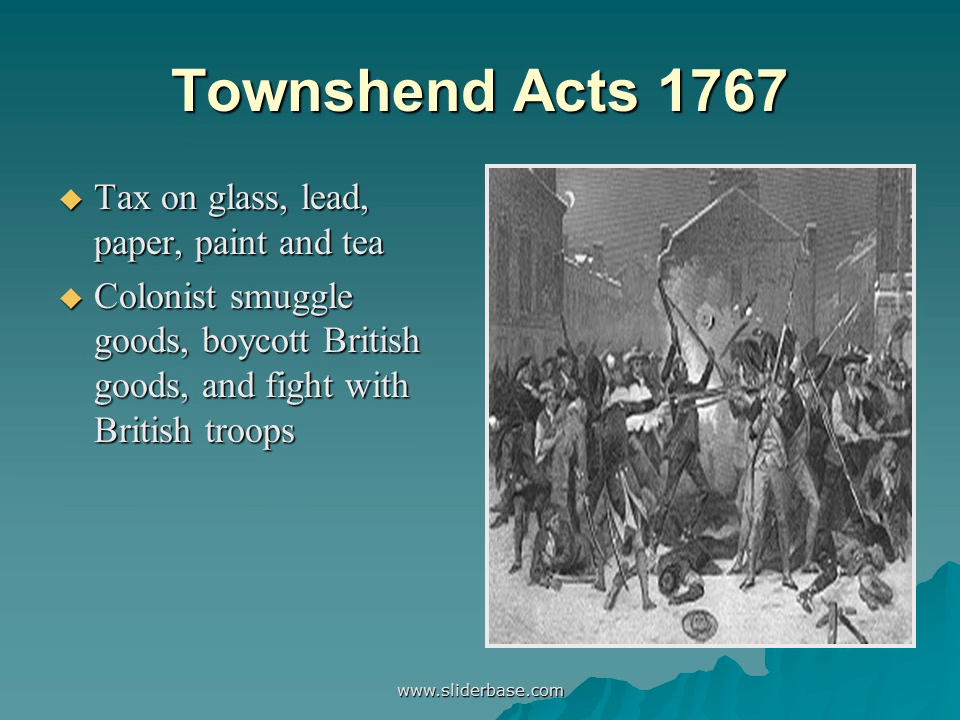 Townshend Acts 1767
Tax on glass, lead,
paper, paint and tea
Colonist smuggle
goods, boycott British
goods, and fight with
British troops
www.sliderbase.com